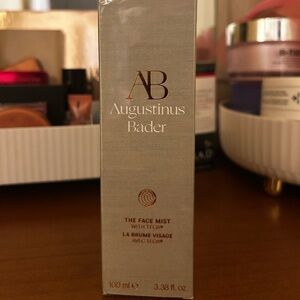 AB
Augustinus
Bader
THE FACE MIST
WITH TFC8®
LA BRUME VISAGE
AVEC TFC8®
100 ml ℮ 3.38 fl. oz.